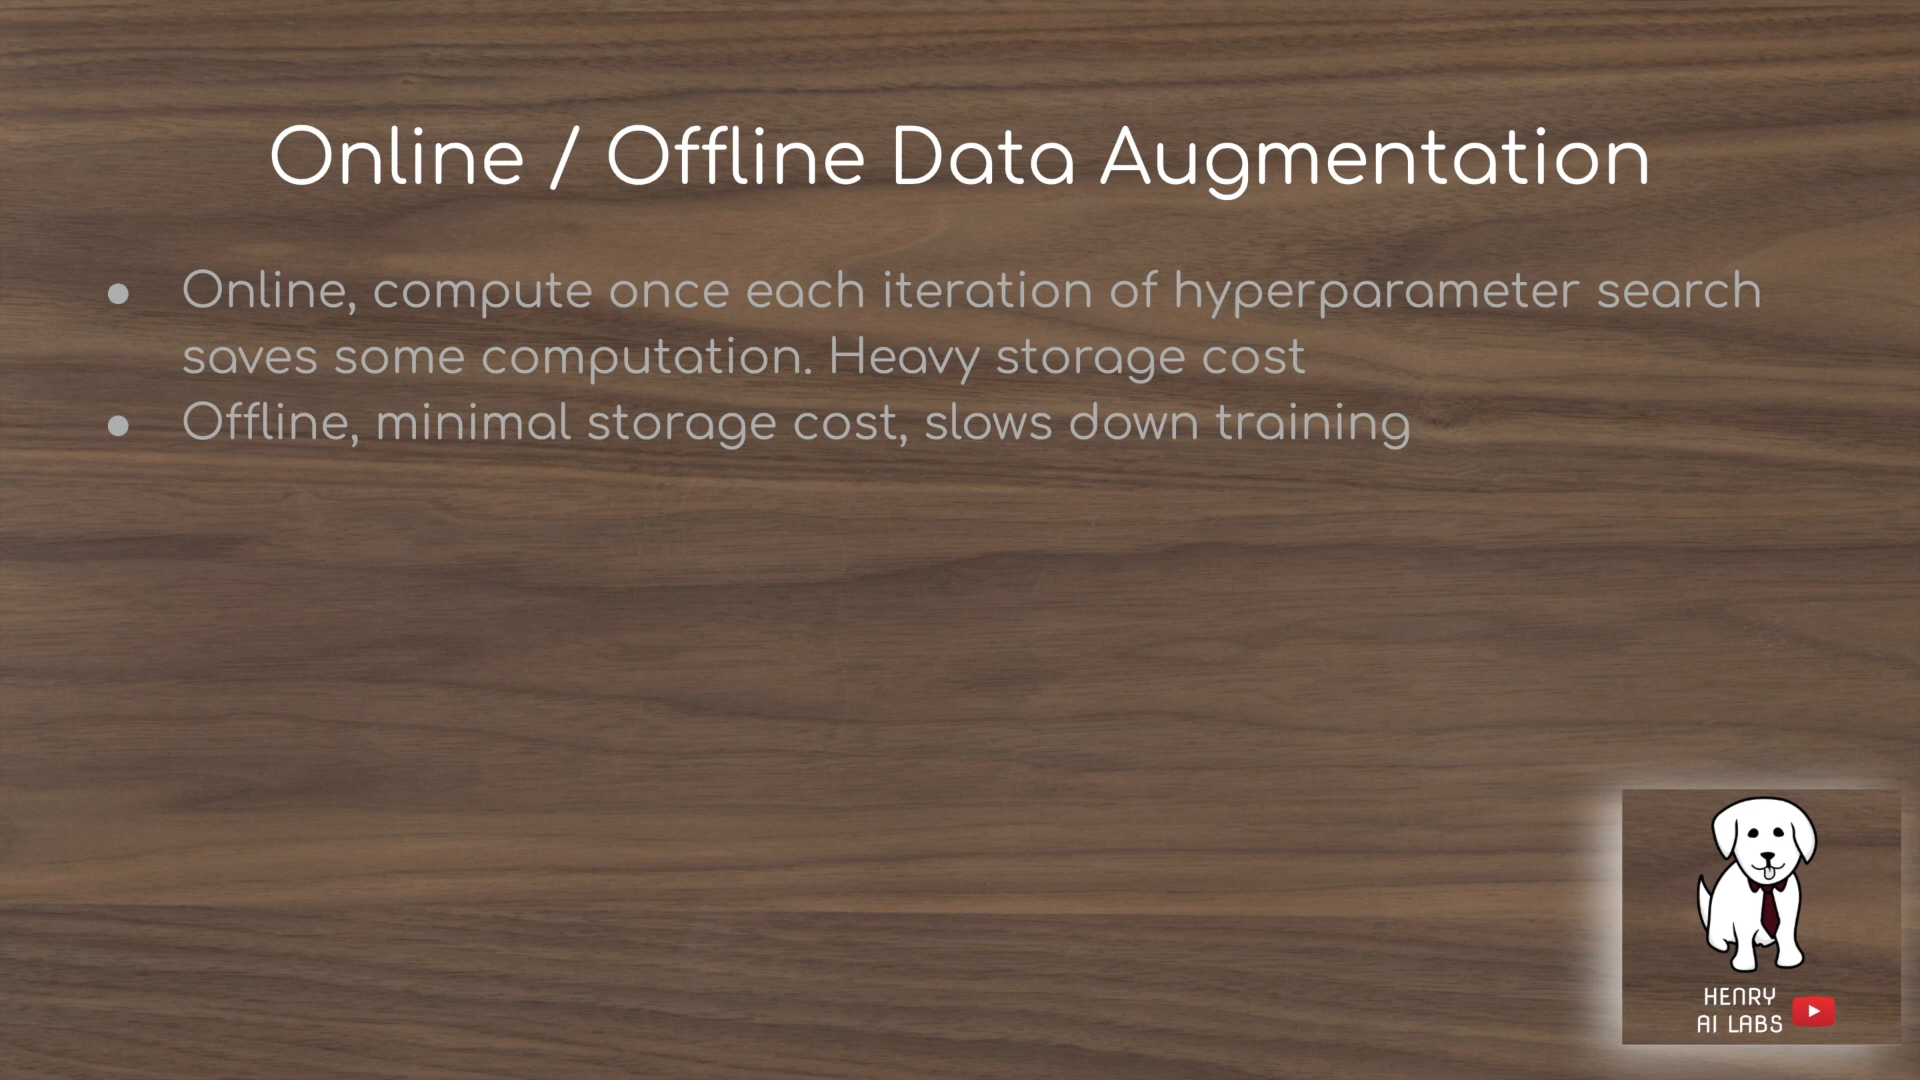 Online / Offline Data Augmentation
● Online, compute once each iteration of hyperparameter search
saves some computation. Heavy storage cost
● Offline, minimal storage cost, slows down training
HENRY
AI LABS